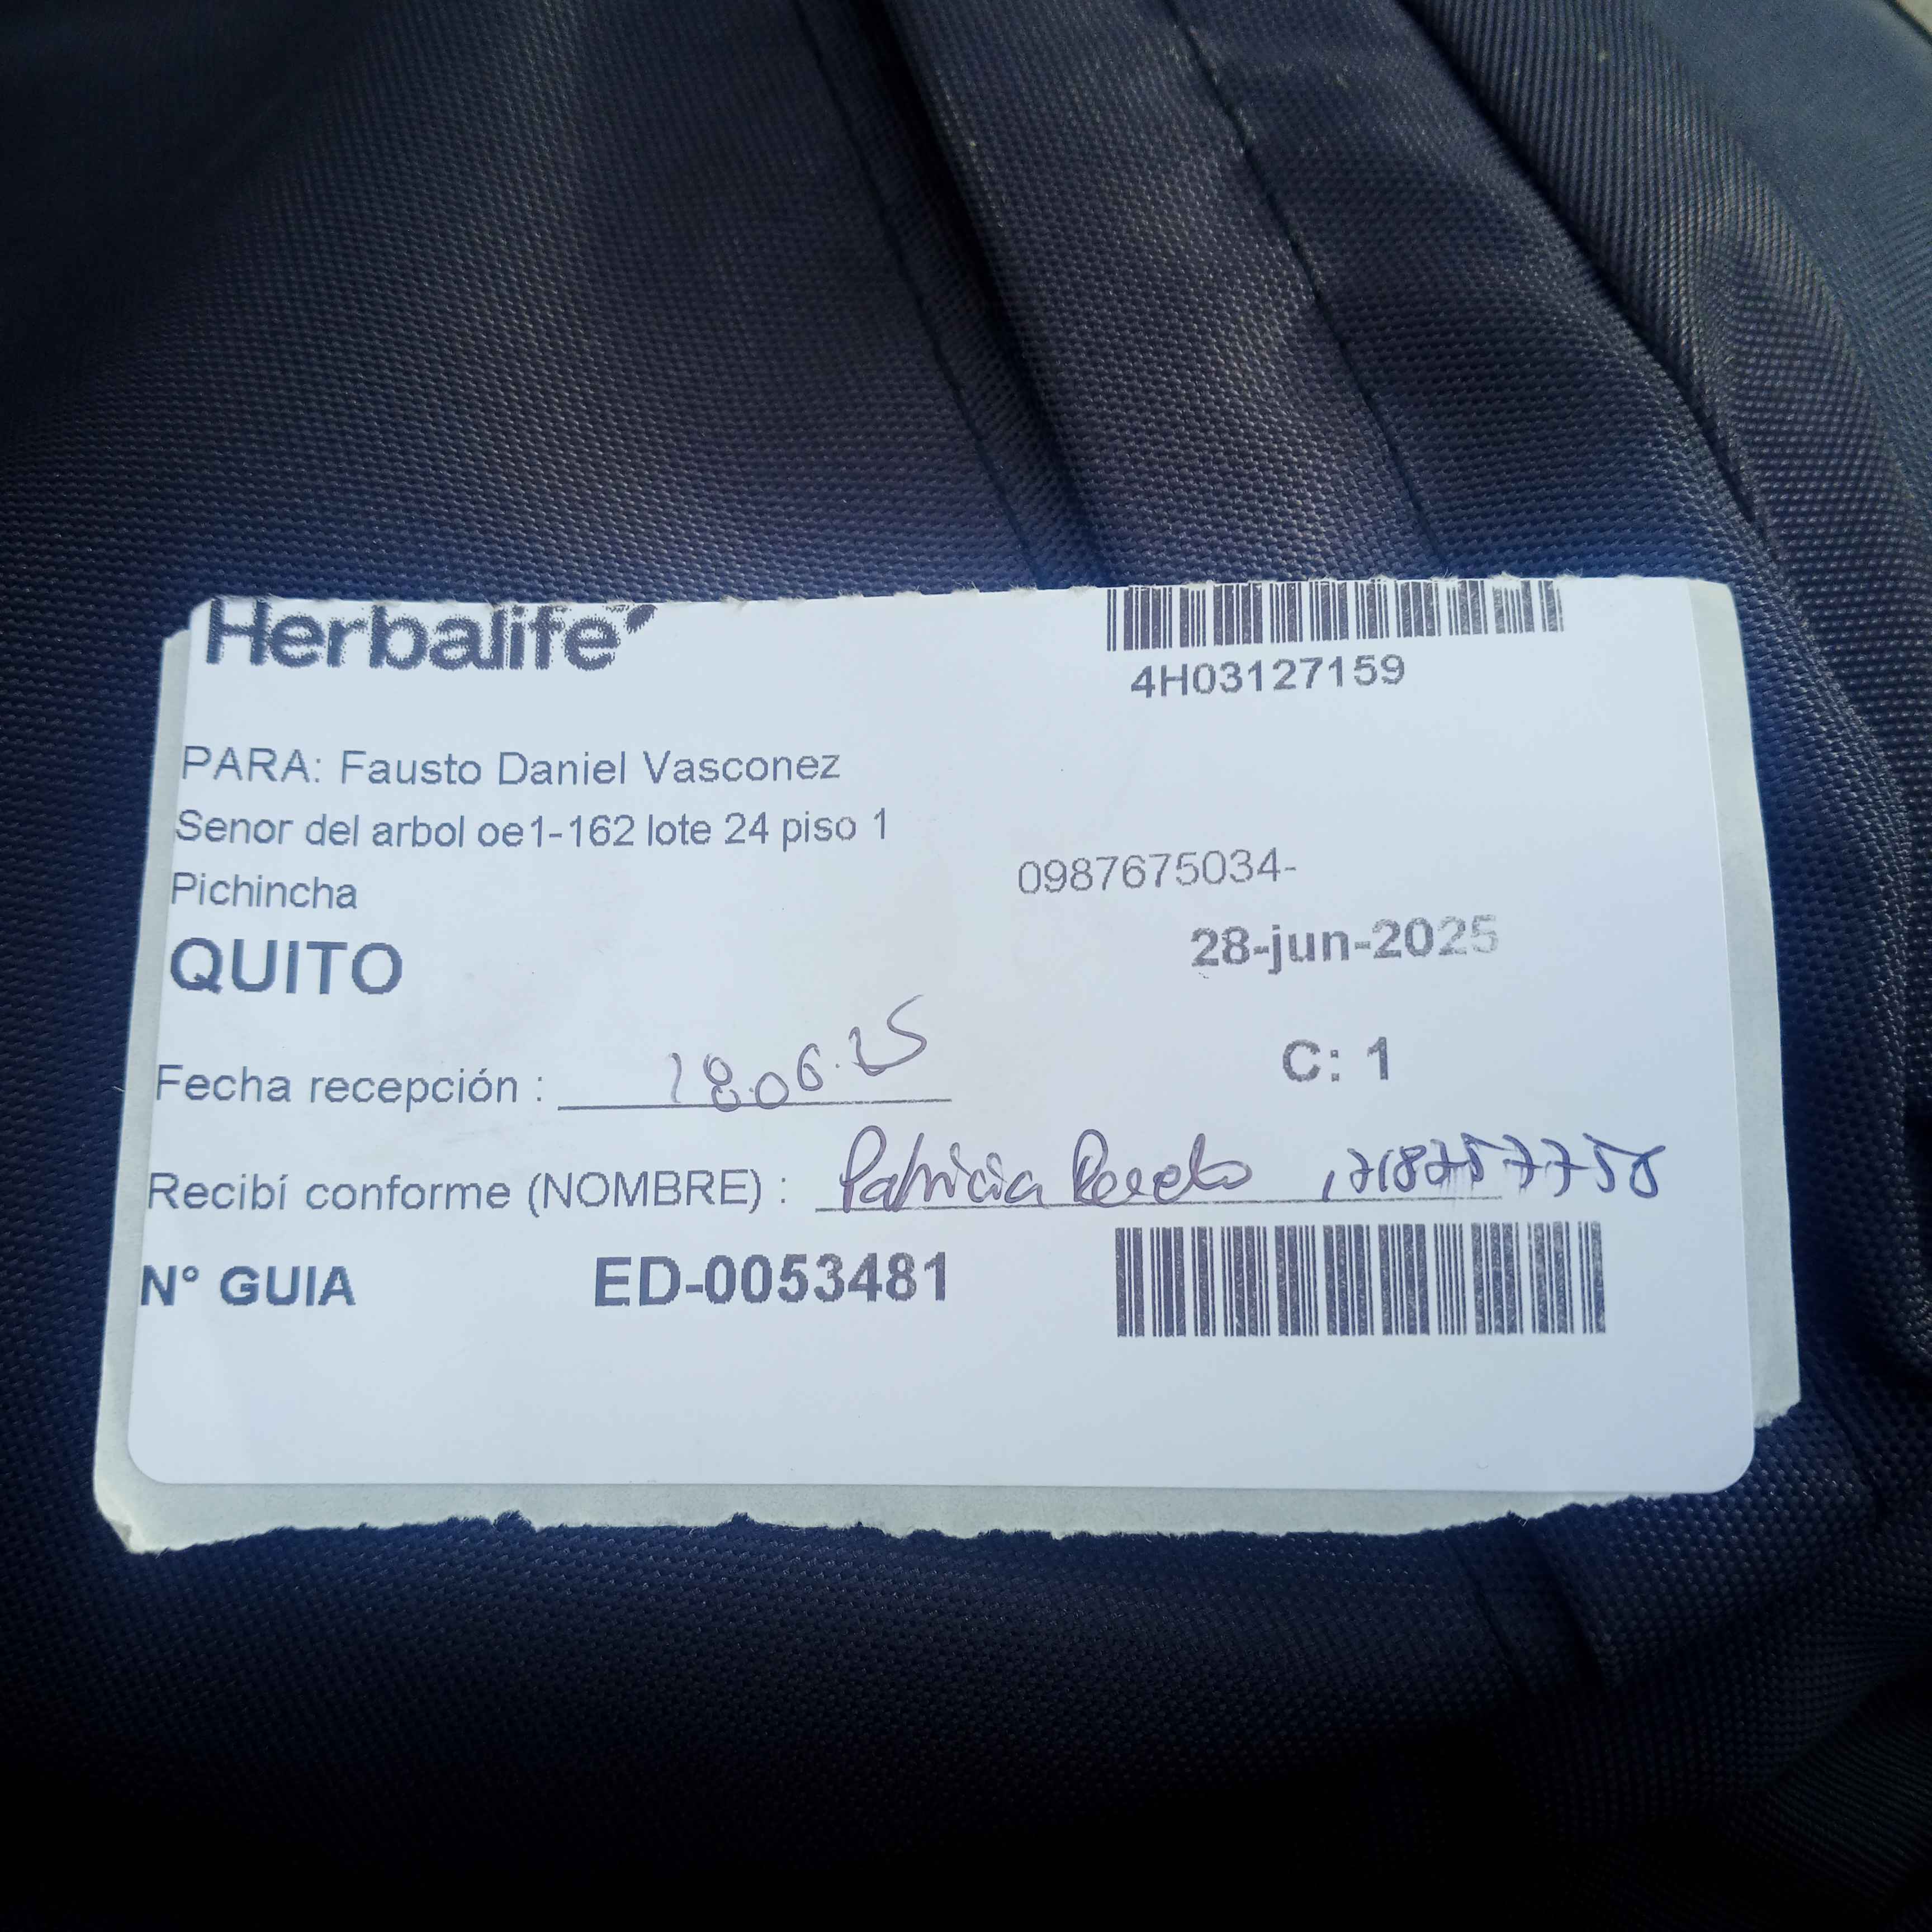 Herbalife
4H03127159
PARA: Fausto Daniel Vasconez
Senor del arbol oe1-162 lote 24 piso 1
Pichincha
0987675034-
QUITO
28-jun-2025
Fecha recepción : 28.06.25
C: 1
Recibí conforme (NOMBRE) : Patricia
N° GUIA ED-0053481